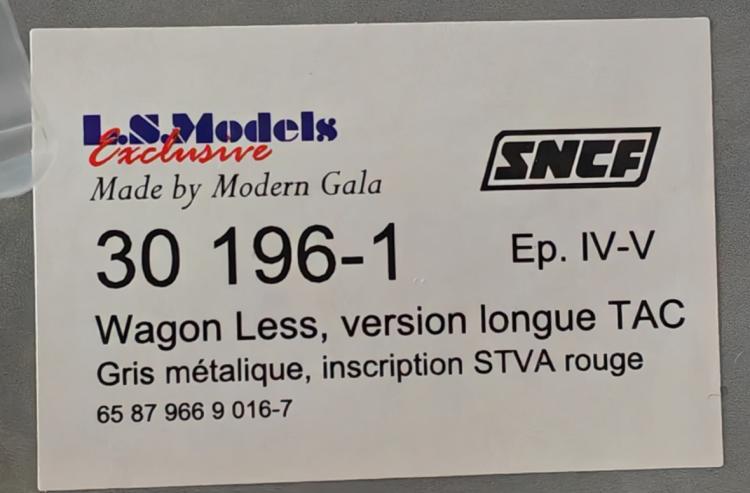 L.S.Models
Exclusive
Made by Modern Gala
SNCF
30 196-1
Ep. IV-V
Wagon Less, version longue TAC
Gris métalique, inscription STVA rouge
65 87 966 9 016-7